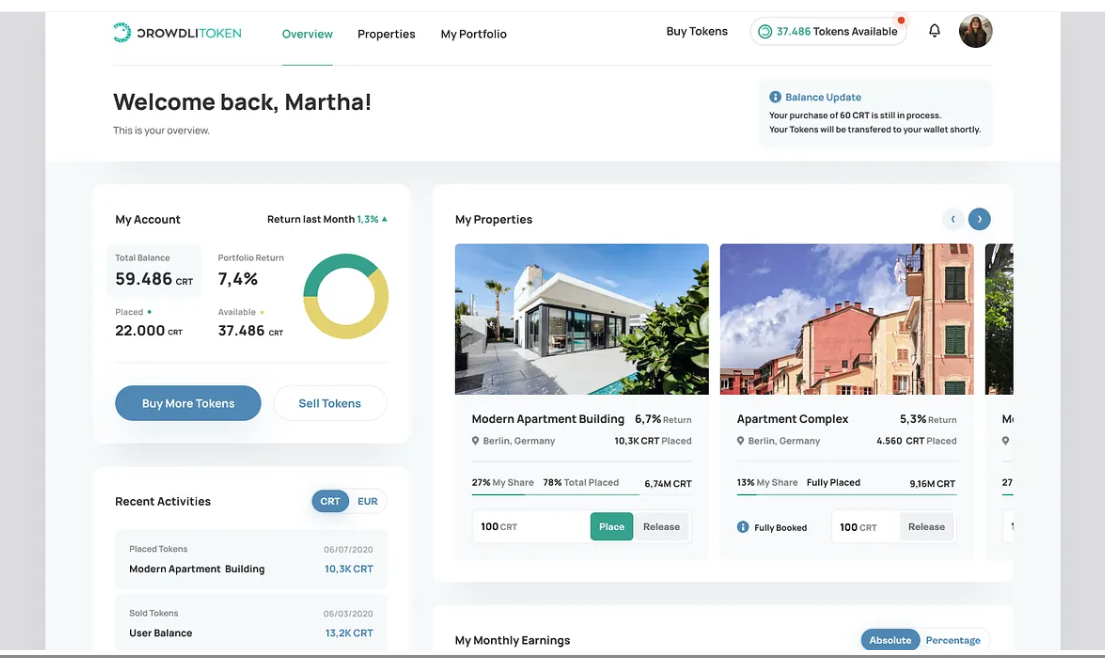 CROWDLITOKEN
Overview Properties My Portfolio Buy Tokens 37.486 Tokens Available
Welcome back, Martha!
This is your overview.
Balance Update
Your purchase of 60 CRT is still in process.
Your Tokens will be transfered to your wallet shortly.
My Account Return last Month 1,3%
Total Balance Portfolio Return
59.486 CRT 7,4%
Placed Available
22.000 CRT 37.486 CRT
Buy More Tokens Sell Tokens
Recent Activities CRT EUR
Placed Tokens 06/07/2020
Modern Apartment Building 10,3K CRT
Sold Tokens 06/03/2020
User Balance 13,2K CRT
My Properties
Modern Apartment Building 6,7% Return
Berlin, Germany 10,3K CRT Placed
27% My Share 78% Total Placed 6,74M CRT
100 CRT Place Release
Apartment Complex 5,3% Return
Berlin, Germany 4.560 CRT Placed
13% My Share Fully Placed 9,16M CRT
Fully Booked 100 CRT Release
27
My Monthly Earnings Absolute Percentage